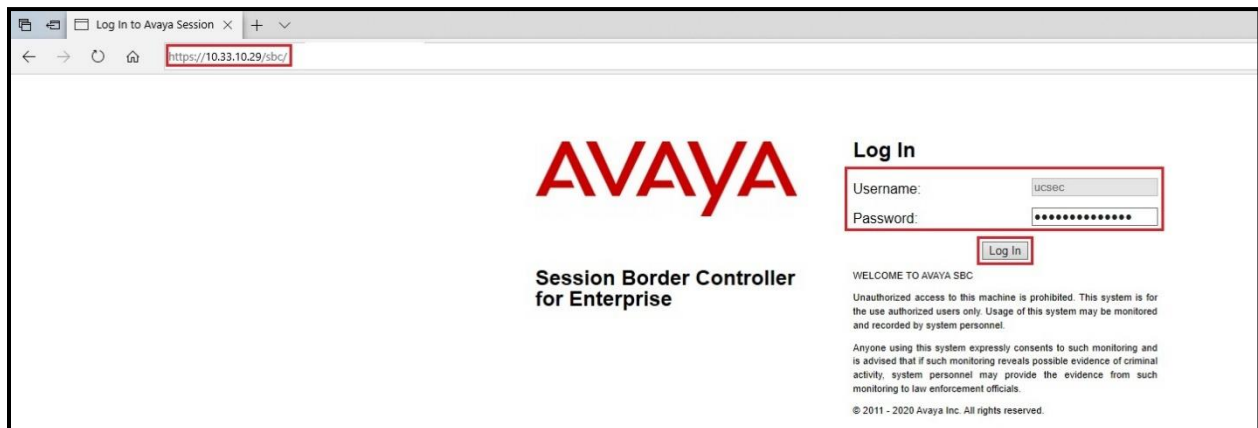 Log In to Avaya Session
https://10.33.10.29/sbc/
AVAYA
Session Border Controller
for Enterprise
Log In
Username:
ucsec
Password:
Log In
WELCOME TO AVAYA SBC
Unauthorized access to this machine is prohibited. This system is for
the use authorized users only. Usage of this system may be monitored
and recorded by system personnel.
Anyone using this system expressly consents to such monitoring and
is advised that if such monitoring reveals possible evidence of criminal
activity, system personnel may provide the evidence from such
monitoring to law enforcement officials.
© 2011 - 2020 Avaya Inc. All rights reserved.